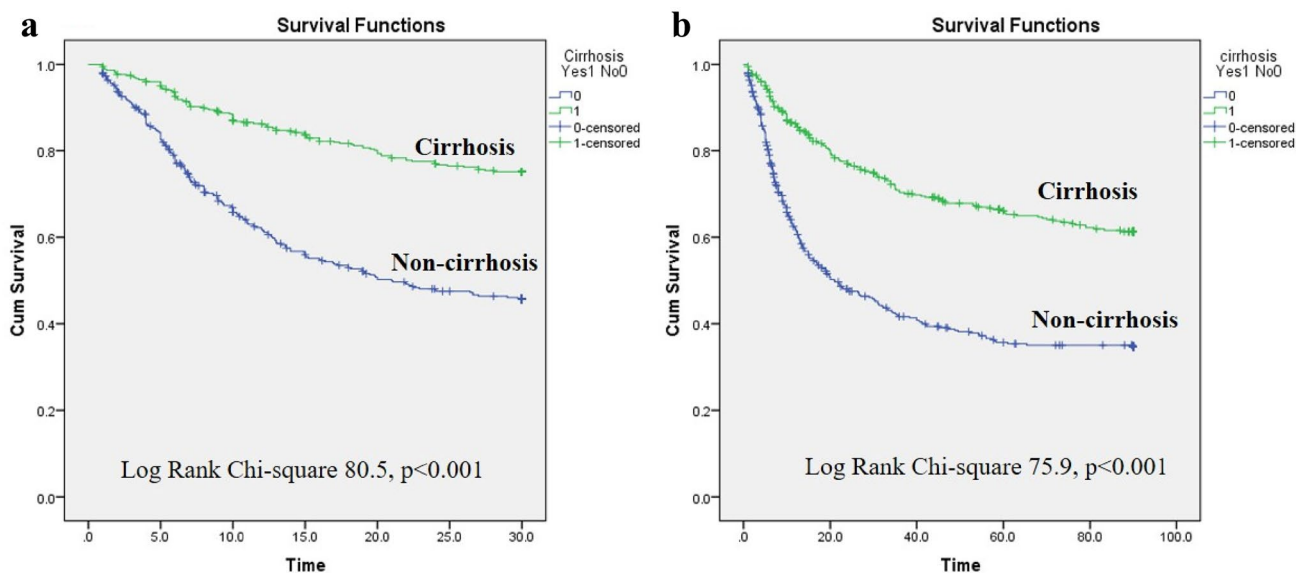 a
Survival Functions
Cirrhosis
Yes1 No0
0
1
0-censored
1-censored
Cum Survival
1.0
0.8
0.6
0.4
0.2
0.0
Cirrhosis
Non-cirrhosis
Log Rank Chi-square 80.5, p<0.001
.0 5.0 10.0 15.0 20.0 25.0 30.0
Time
b
Survival Functions
cirrhosis
Yes1 No0
0
1
0-censored
1-censored
Cum Survival
1.0
0.8
0.6
0.4
0.2
0.0
Cirrhosis
Non-cirrhosis
Log Rank Chi-square 75.9, p<0.001
.0 20.0 40.0 60.0 80.0 100.0
Time